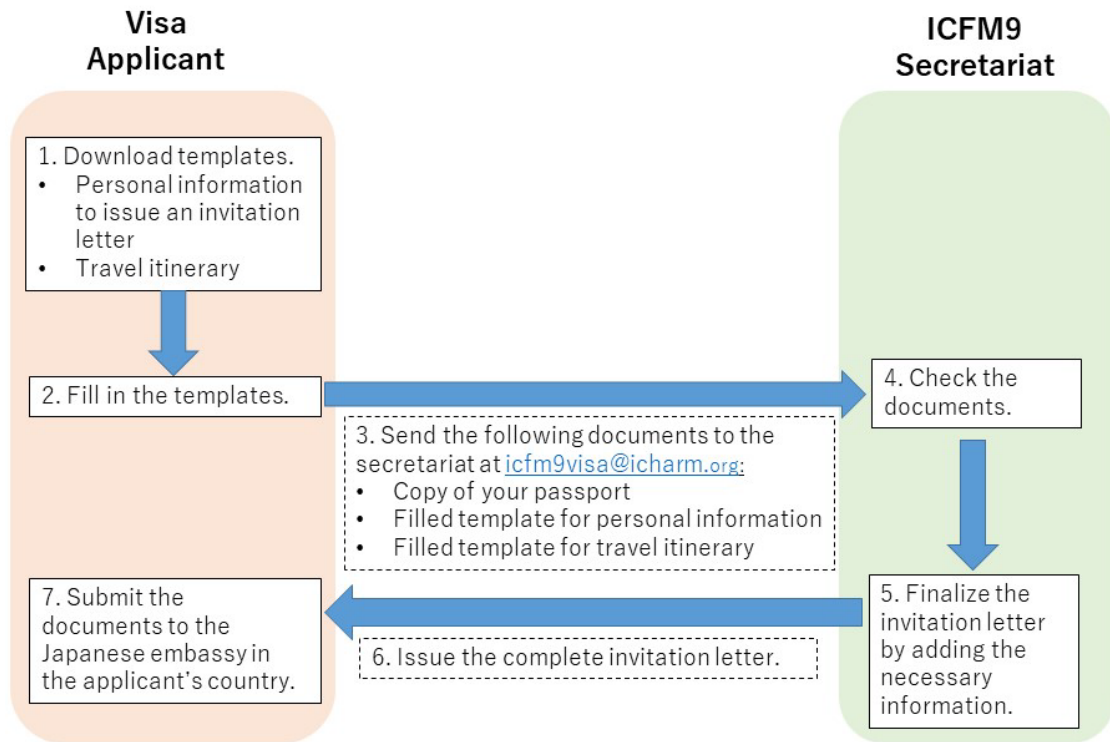 Visa
Applicant
ICFM9
Secretariat
1. Download templates.
• Personal information
to issue an invitation
letter
• Travel itinerary
2. Fill in the templates.
3. Send the following documents to the
secretariat at icfm9visa@icharm.org:
• Copy of your passport
• Filled template for personal information
• Filled template for travel itinerary
4. Check the
documents.
5. Finalize the
invitation letter
by adding the
necessary
information.
6. Issue the complete invitation letter.
7. Submit the
documents to the
Japanese embassy in
the applicant’s country.